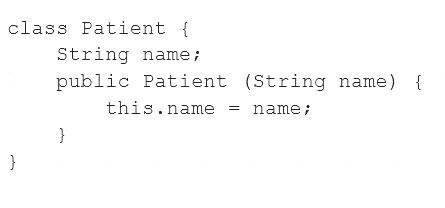 class Patient {
    String name;
    public Patient (String name) {
        this.name = name;
    }
}